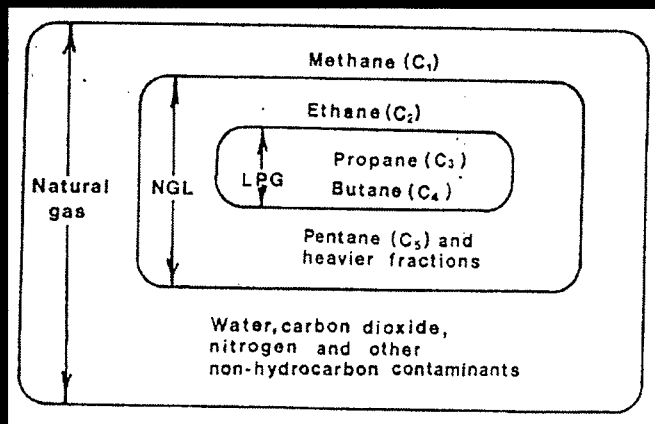 Methane (C₁)
Ethane (C₂)
Propane (C₃)
Butane (C₄)
LPG
NGL
Natural
gas
Pentane (C₅) and
heavier fractions
Water, carbon dioxide,
nitrogen and other
non-hydrocarbon contaminants